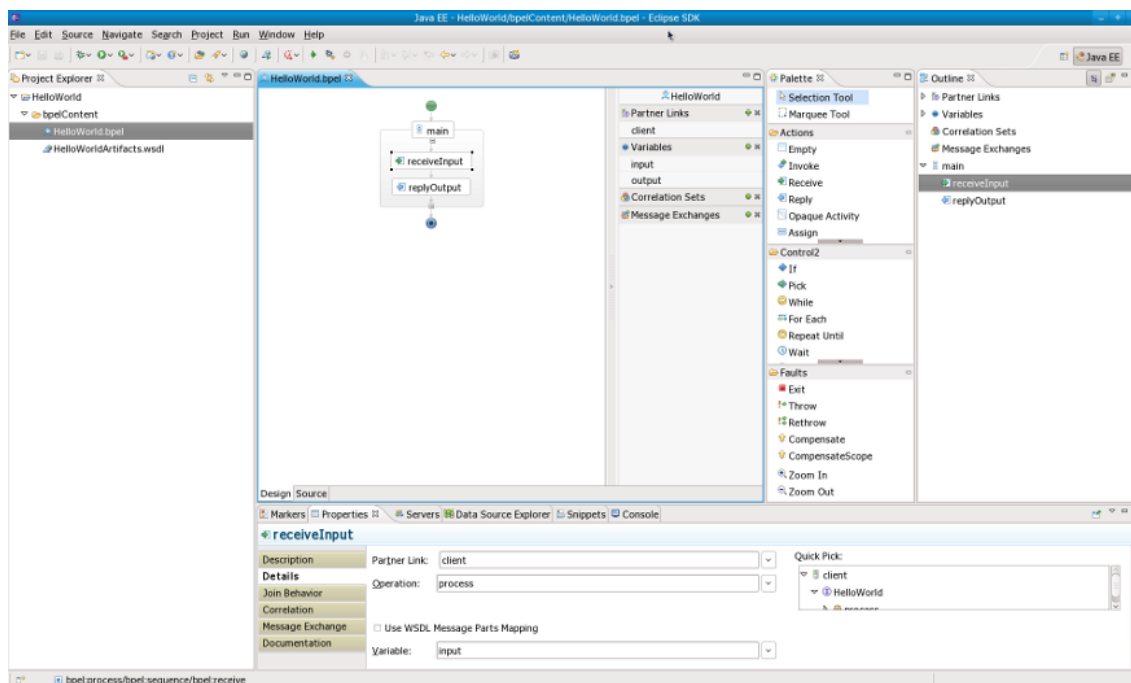 Java EE - HelloWorld/bpelContent/HelloWorld.bpel - Eclipse SDK
File Edit Source Navigate Search Project Run Window Help
Java EE
Project Explorer
HelloWorld
bpelContent
HelloWorld.bpel
HelloWorldArtifacts.wsdl
HelloWorld.bpel
main
receiveInput
replyOutput
HelloWorld
Partner Links
client
Variables
input
output
Correlation Sets
Message Exchanges
Design Source
Palette
Selection Tool
Marquee Tool
Actions
Empty
Invoke
Receive
Reply
Opaque Activity
Assign
Control2
If
Pick
While
For Each
Repeat Until
Wait
Faults
Exit
Throw
Rethrow
Compensate
CompensateScope
Zoom In
Zoom Out
Outline
Partner Links
Variables
Correlation Sets
Message Exchanges
main
receiveInput
replyOutput
Markers Properties Servers Data Source Explorer Snippets Console
receiveInput
Description
Details
Join Behavior
Correlation
Message Exchange
Documentation
Partner Link: client
Operation: process
Use WSDL Message Parts Mapping
Variable: input
Quick Pick:
client
HelloWorld
process
bpel:process/bpel:sequence/bpel:receive